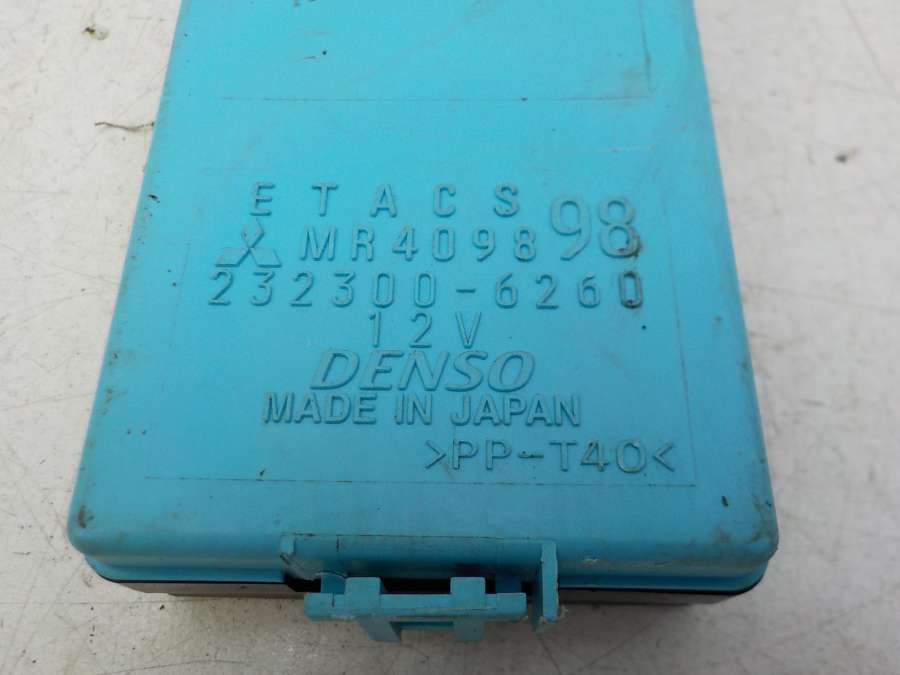 ETACS
MR409898
232300-6260
12V
DENSO
MADE IN JAPAN
>PP-T40<